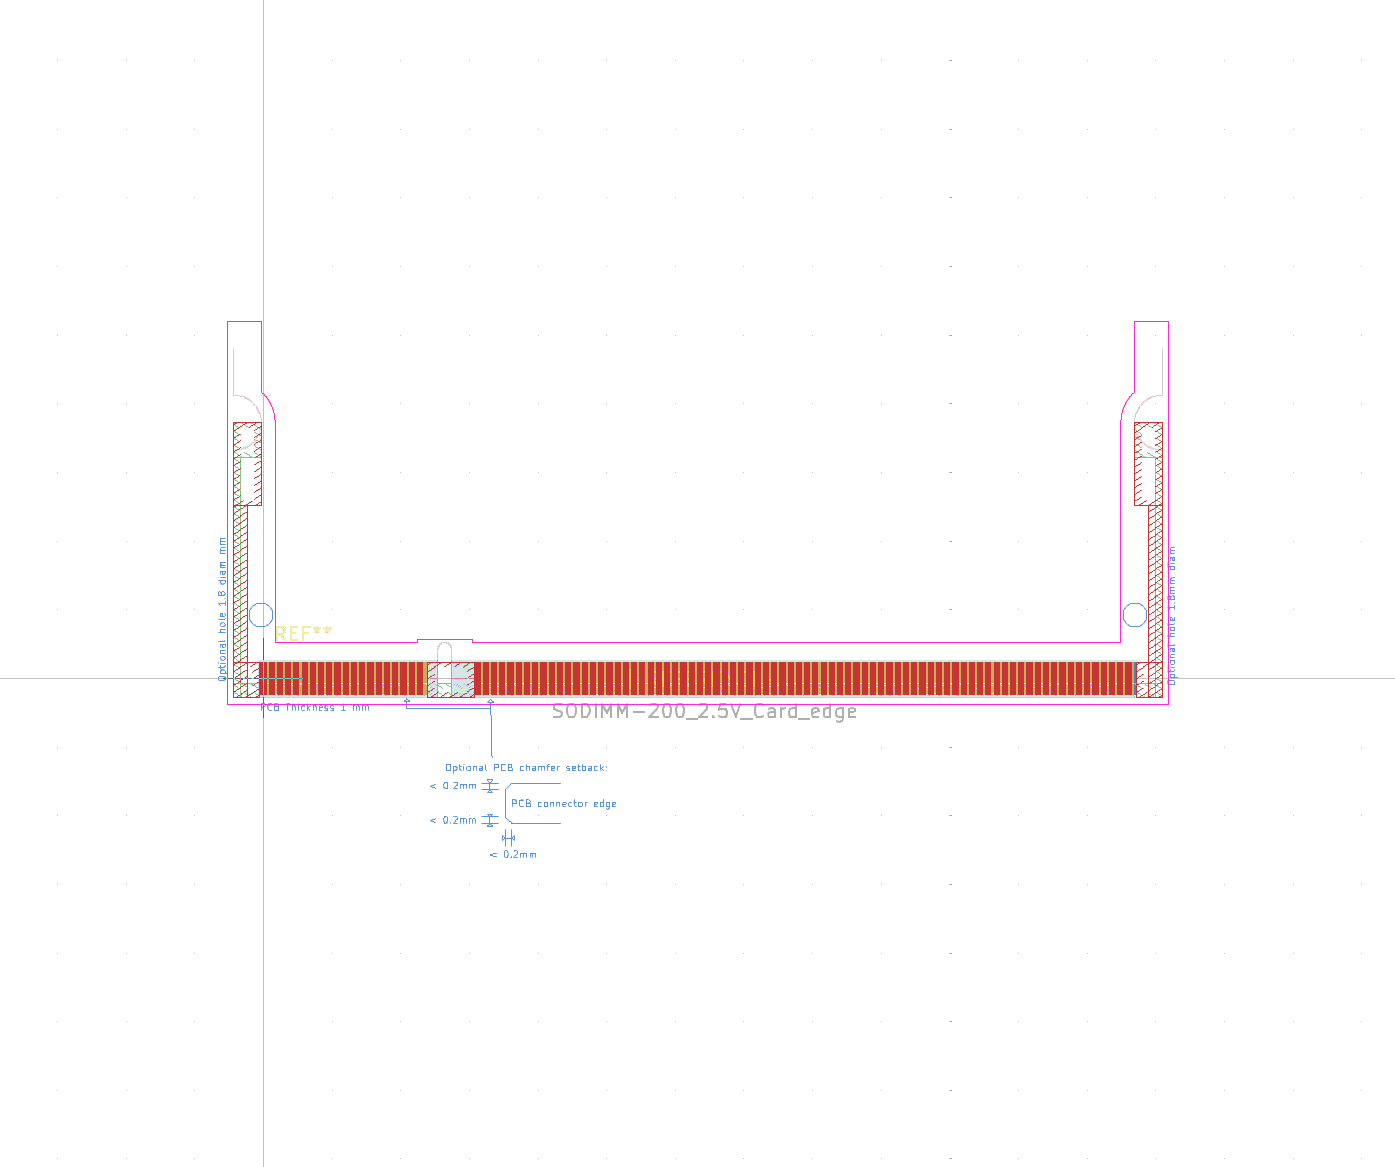 Optional hole 1.8 diam mm
Optional hole 1.8mm diam
REF**
PCB Thickness 1 mm
SODIMM-200_2.5V_Card_edge
Optional PCB chamfer setback:
< 0.2mm
PCB connector edge
< 0.2mm
< 0.2mm